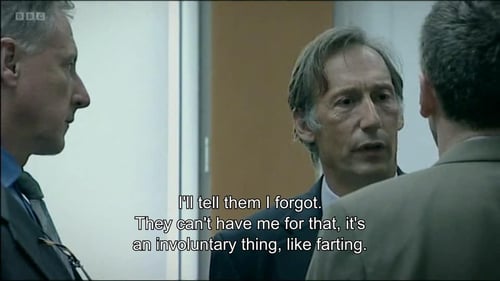 BBC
I'll tell them I forgot.
They can't have me for that, it's
an involuntary thing, like farting.